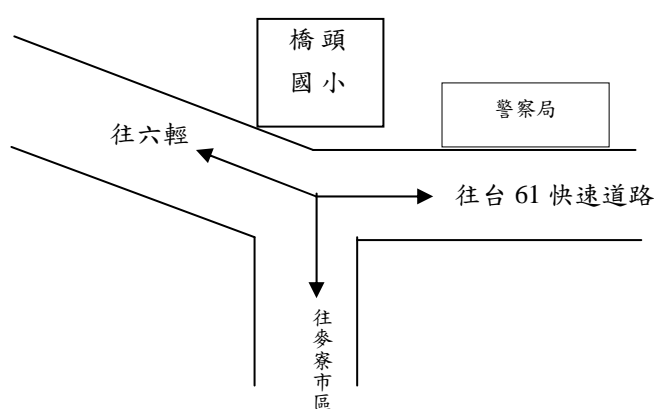 橋頭
國小
警察局
往六輕
往台 61 快速道路
往麥寮市區